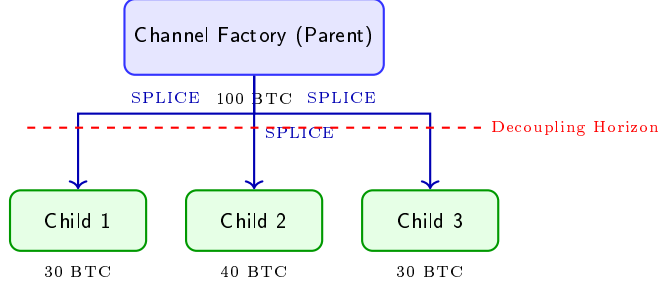 Channel Factory (Parent)
SPLICE 100 BTC SPLICE
Decoupling Horizon
SPLICE
Child 1 Child 2 Child 3
30 BTC 40 BTC 30 BTC